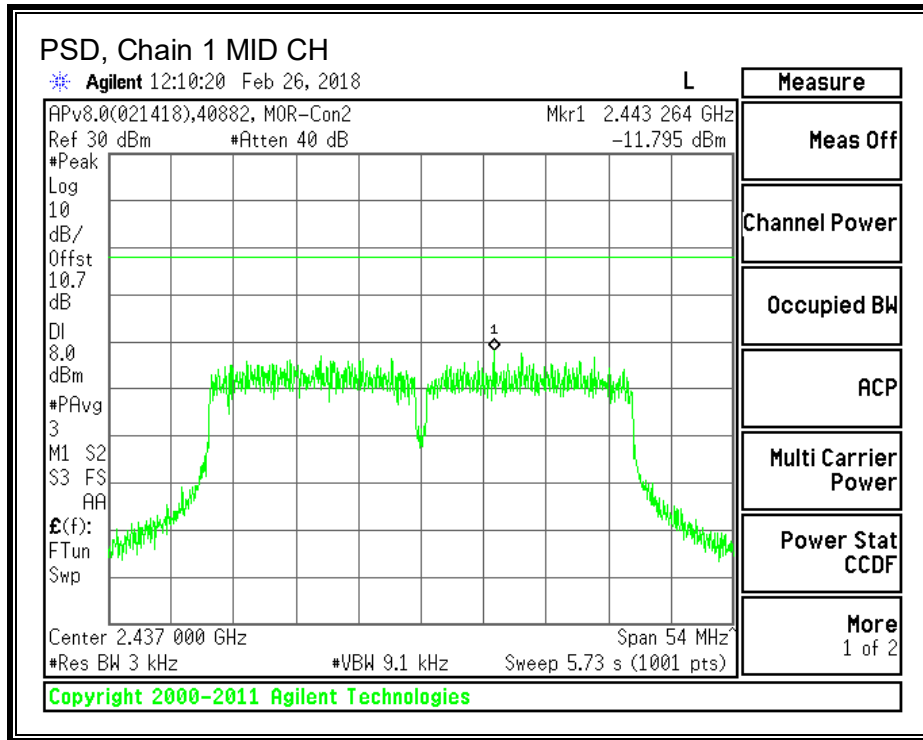 PSD, Chain 1 MID CH
Agilent 12:10:20 Feb 26, 2018 L
APv8.0(021418),40882, MOR-Con2 Mkr1 2.443 264 GHz
Ref 30 dBm #Atten 40 dB -11.795 dBm
#Peak
Log
10
dB/
Offst
10.7
dB
DI
8.0
dBm
#PAvg
3
M1 S2
S3 FS
AA
£(f):
FTun
Swp
1
Center 2.437 000 GHz Span 54 MHz^
#Res BW 3 kHz #VBW 9.1 kHz Sweep 5.73 s (1001 pts)
Copyright 2000-2011 Agilent Technologies
Measure
Meas Off
Channel Power
Occupied BW
ACP
Multi Carrier
Power
Power Stat
CCDF
More
1 of 2